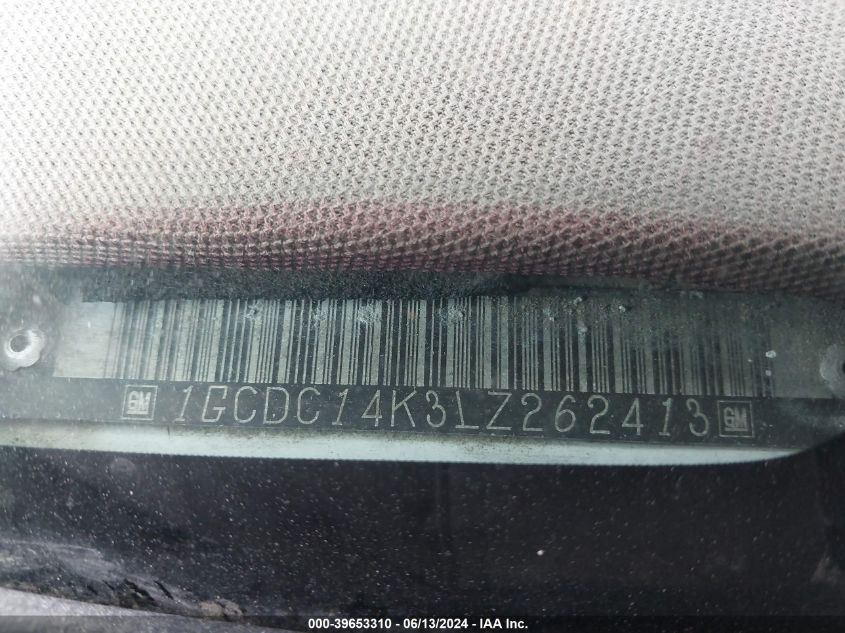 GM 1GCDC14K3LZ262413 GM
000-39653310 / 06/13/2024 - IAA Inc.